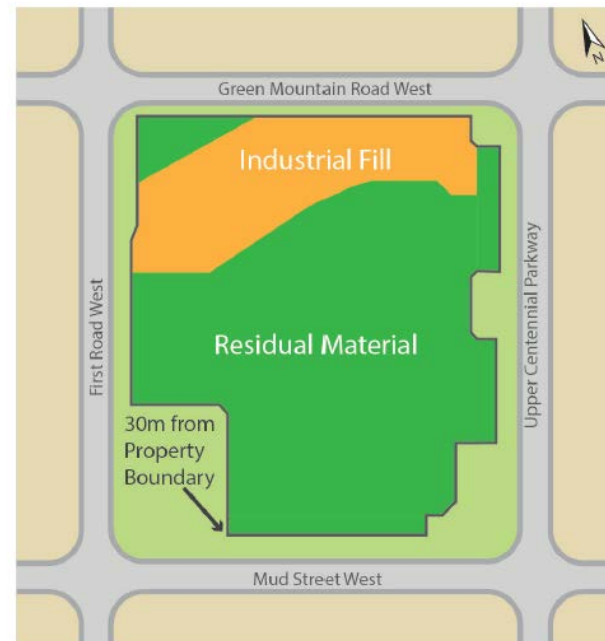 N
Green Mountain Road West
Industrial Fill
First Road West
Upper Centennial Parkway
Residual Material
30m from
Property
Boundary
Mud Street West